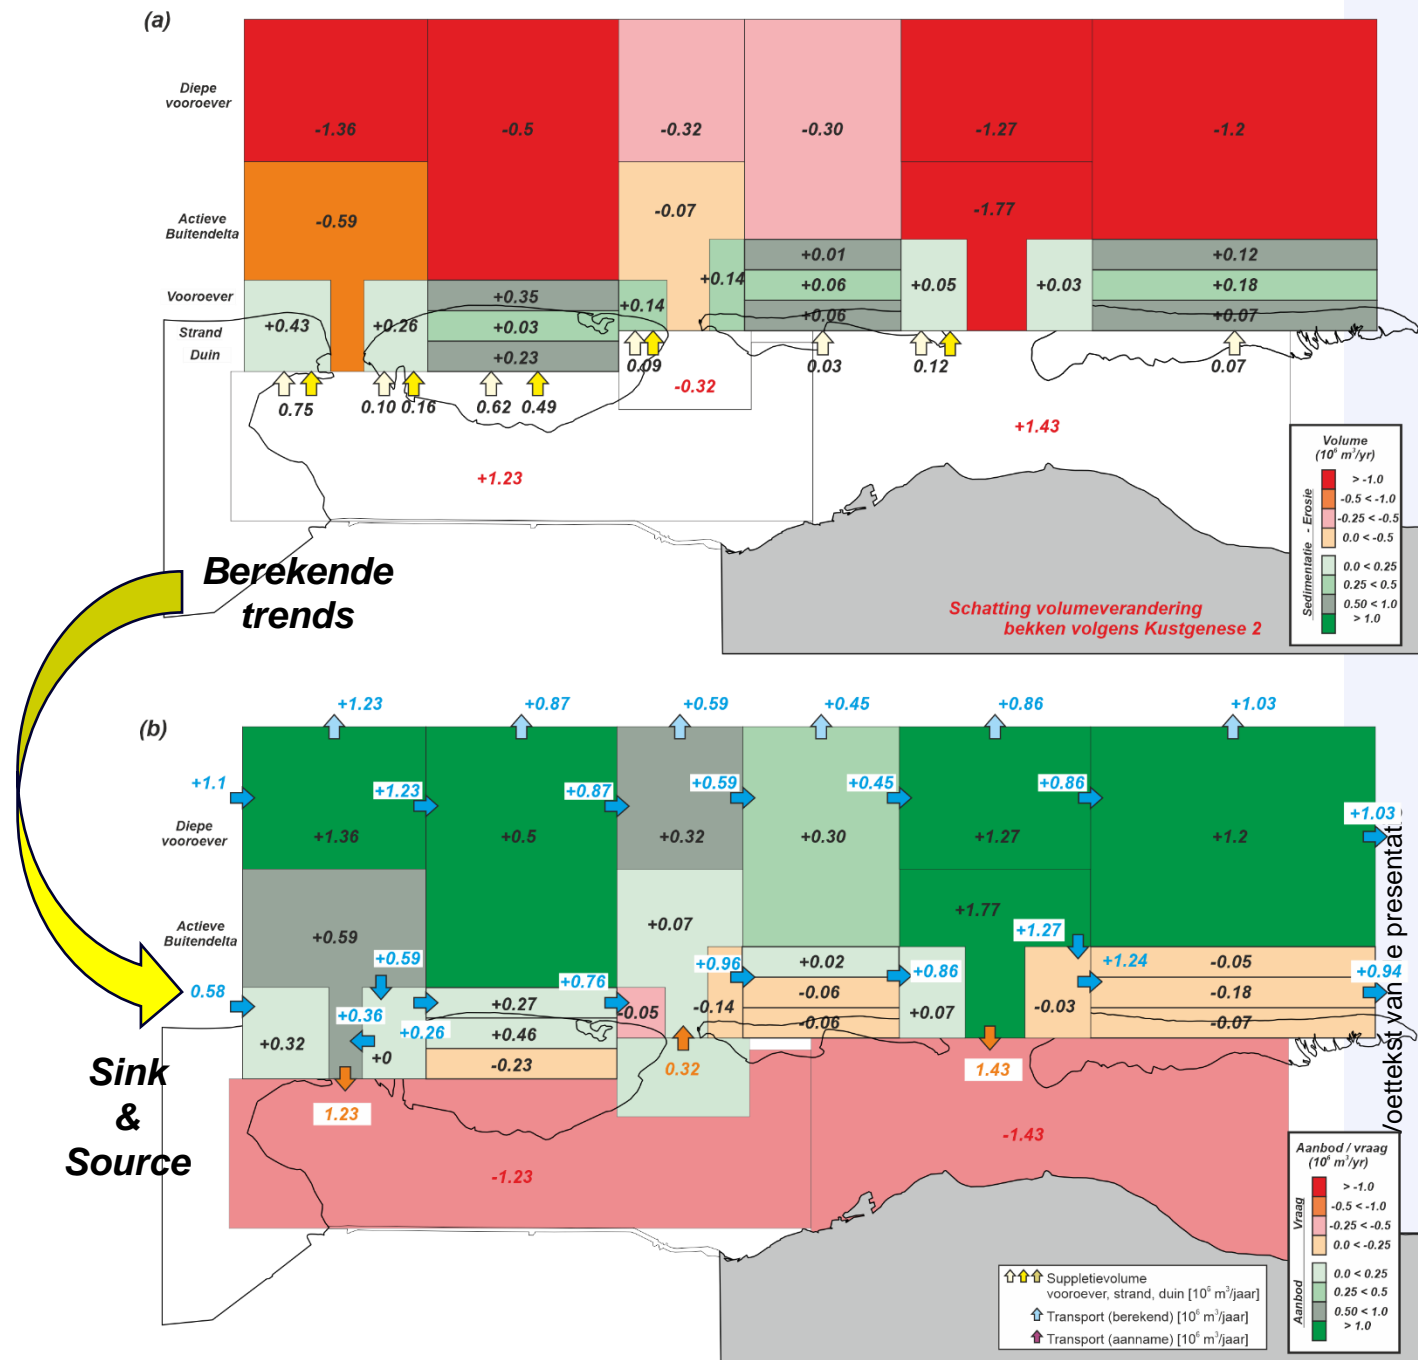 (a)
Diepe
vooroever
-1.36
-0.5
-0.32
-0.30
-1.27
-1.2
Actieve
Buitendelta
-0.59
-0.07
-1.77
+0.01
+0.12
+0.14
+0.06
+0.05
+0.03
+0.18
Vooroever
+0.35
+0.14
+0.06
+0.07
Strand
+0.43
+0.26
+0.03
Duin
+0.23
0.09
0.03
0.12
0.07
0.75
0.10
0.16
0.62
0.49
-0.32
+1.43
+1.23
Volume
(10⁶ m³/yr)
Sedimentatie - Erosie
> -1.0
-0.5 < -1.0
-0.25 < -0.5
0.0 < -0.5
0.0 < 0.25
0.25 < 0.5
0.50 < 1.0
> 1.0
Berekende
trends
Schatting volumeverandering
bekken volgens Kustgenese 2
(b)
+1.23
+0.87
+0.59
+0.45
+0.86
+1.03
+1.1
+1.23
+0.87
+0.59
+0.45
+0.86
+1.03
Diepe
vooroever
+1.36
+0.5
+0.32
+0.30
+1.27
+1.2
Actieve
Buitendelta
+0.59
+0.07
+1.77
+1.27
+0.59
+0.96
+0.02
+0.86
+1.24
-0.05
+0.94
0.58
+0.76
+0.27
-0.05
-0.14
-0.06
+0.07
-0.03
-0.18
+0.36
+0.26
+0.46
-0.06
-0.07
+0.32
+0
-0.23
0.32
1.43
1.23
-1.23
-1.43
Sink
&
Source
Voettekst van de presentatie
Aanbod / vraag
(10⁶ m³/yr)
Aanbod
Vraag
> -1.0
-0.5 < -1.0
-0.25 < -0.5
0.0 < -0.25
0.0 < 0.25
0.25 < 0.5
0.50 < 1.0
> 1.0
Suppletievolume
vooroever, strand, duin [10⁶ m³/jaar]
Transport (berekend) [10⁶ m³/jaar]
Transport (aanname) [10⁶ m³/jaar]